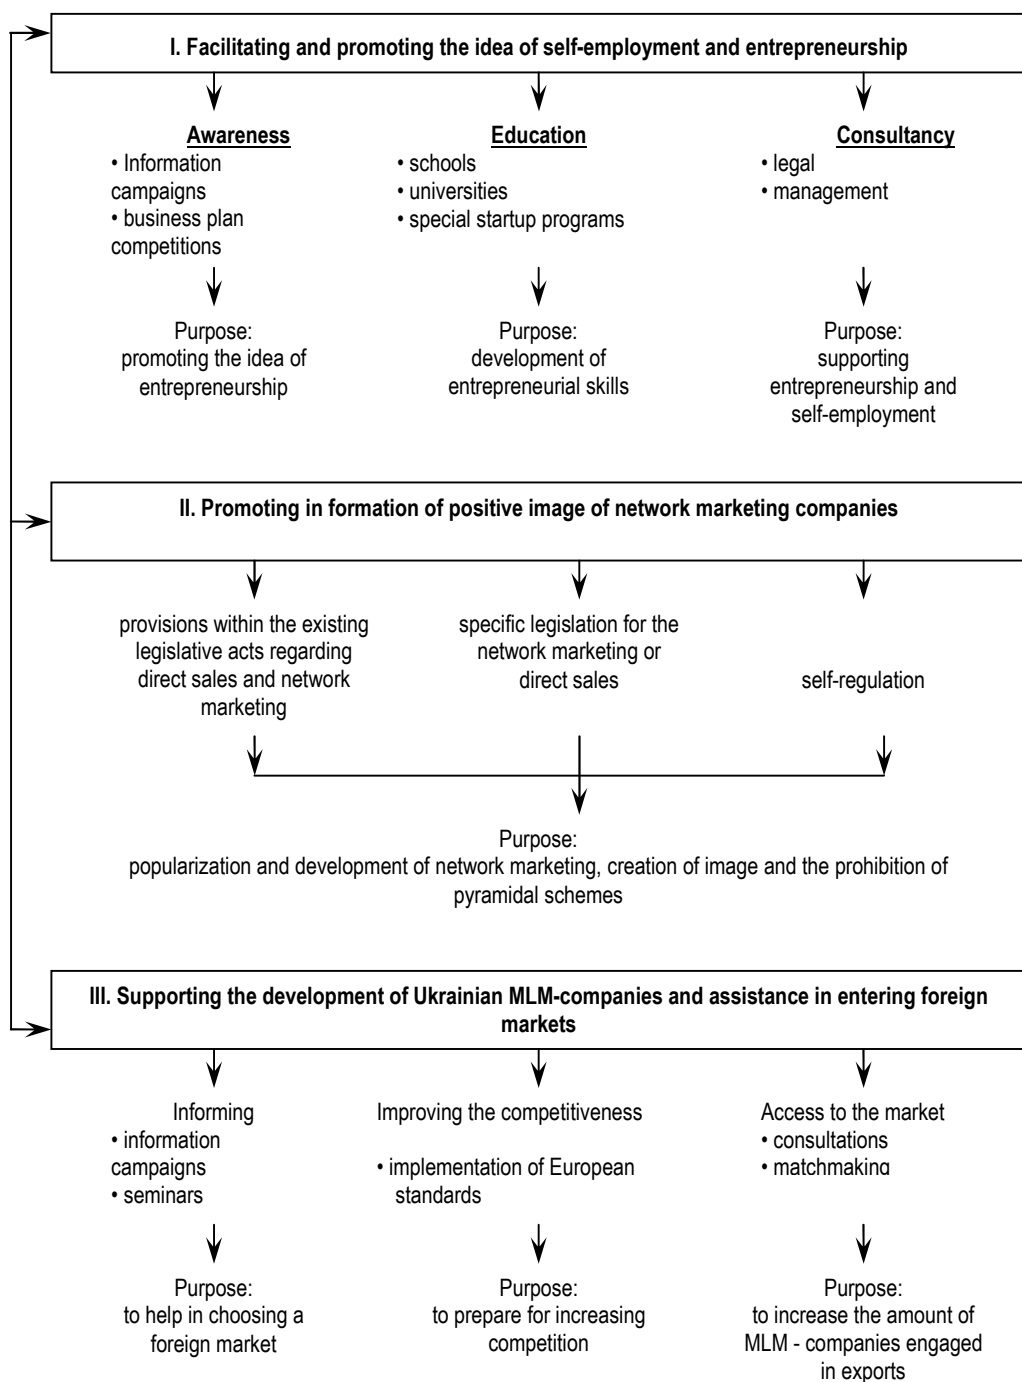 I. Facilitating and promoting the idea of self-employment and entrepreneurship
Awareness
• Information
campaigns
• business plan
competitions
Purpose:
promoting the idea of
entrepreneurship
Education
• schools
• universities
• special startup programs
Purpose:
development of
entrepreneurial skills
Consultancy
• legal
• management
Purpose:
supporting
entrepreneurship and
self-employment
II. Promoting in formation of positive image of network marketing companies
provisions within the existing
legislative acts regarding
direct sales and network
marketing
specific legislation for the
network marketing or
direct sales
self-regulation
Purpose:
popularization and development of network marketing, creation of image and the prohibition of
pyramidal schemes
III. Supporting the development of Ukrainian MLM-companies and assistance in entering foreign
markets
Informing
• information
campaigns
• seminars
Purpose:
to help in choosing a
foreign market
Improving the competitiveness
• implementation of European
standards
Purpose:
to prepare for increasing
competition
Access to the market
• consultations
• matchmaking
Purpose:
to increase the amount of
MLM - companies engaged
in exports